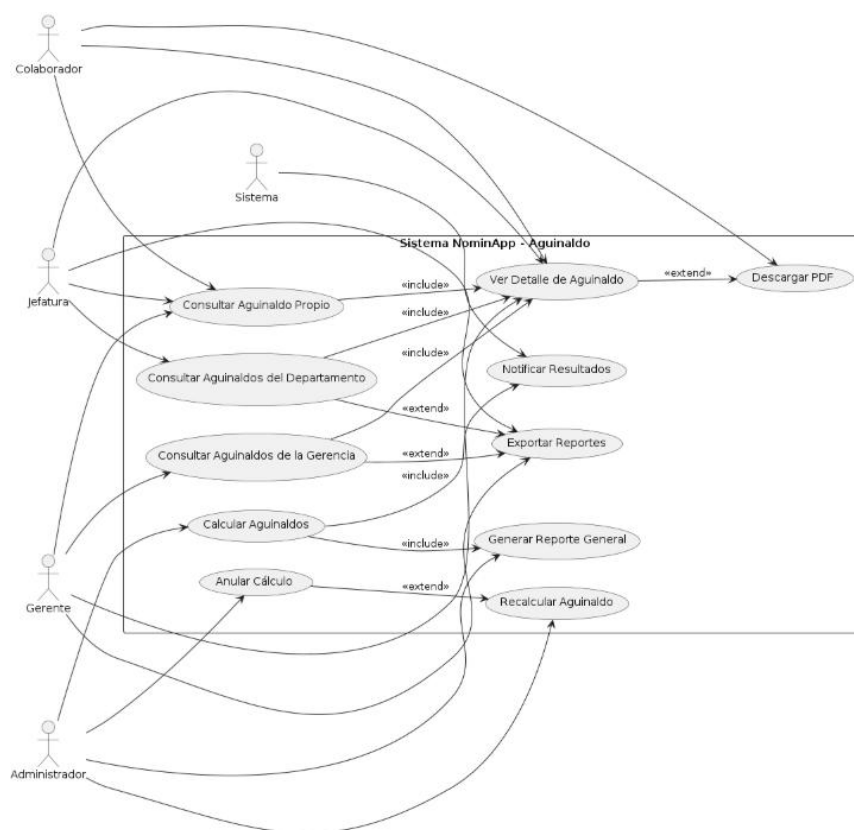 Colaborador
Sistema
Sistema NominApp - Aguinaldo
Jefatura
Consultar Aguinaldo Propio
«include»
Ver Detalle de Aguinaldo
«extend»
Descargar PDF
«include»
Consultar Aguinaldos del Departamento
«include»
Notificar Resultados
«extend»
Exportar Reportes
Consultar Aguinaldos de la Gerencia
«extend»
«include»
Calcular Aguinaldos
«include»
Generar Reporte General
Anular Cálculo
«extend»
Recalcular Aguinaldo
Gerente
Administrador